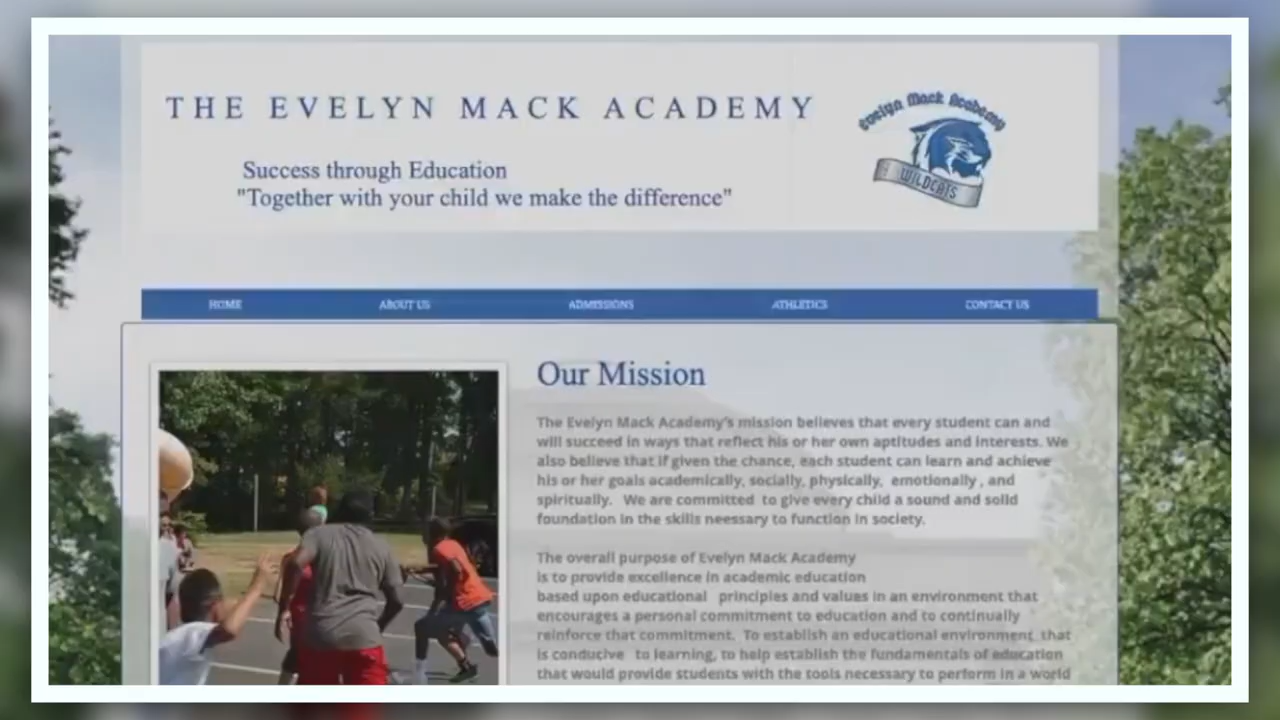 THE EVELYN MACK ACADEMY
Success through Education
"Together with your child we make the difference"
Evelyn Mack Academy
WILDCATS
HOME ABOUT US ADMISSIONS ATHLETICS CONTACT US
Our Mission
The Evelyn Mack Academy's mission believes that every student can and
will succeed in ways that reflect his or her own aptitudes and interests. We
also believe that if given the chance, each student can learn and achieve
his or her goals academically, socially, physically, emotionally , and
spiritually. We are committed to give every child a sound and solid
foundation in the skills nessary to function in society.
The overall purpose of Evelyn Mack Academy
is to provide excellence in academic education
based upon educational principles and values in an environment that
encourages a personal commitment to education and to continually
reinforce that commitment. To establish an educational environment that
is conducive to learning, to help establish the fundamentals of education
that would provide students with the tools necessary to perform in a world